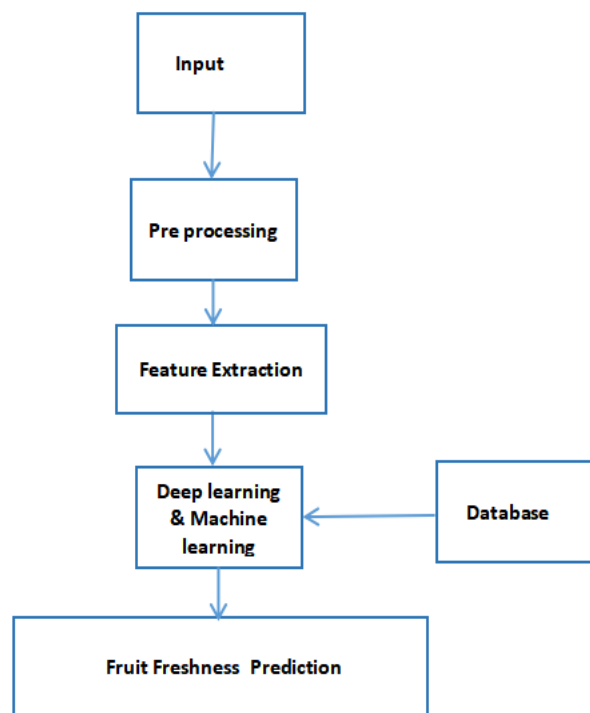 Input
Pre processing
Feature Extraction
Deep learning
& Machine
learning
Database
Fruit Freshness Prediction